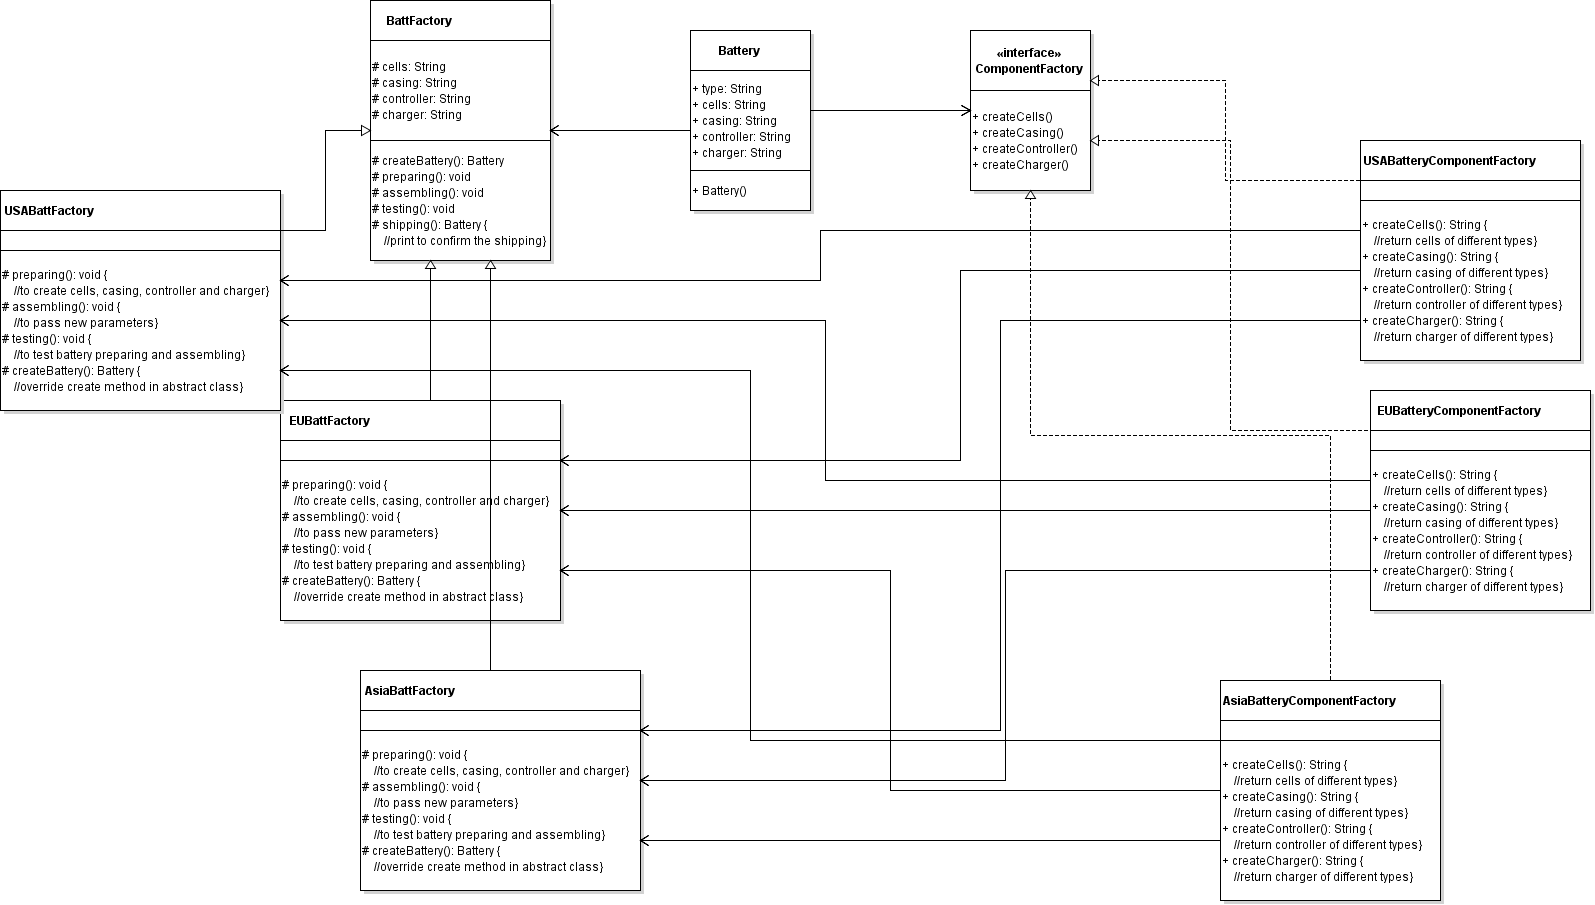 BattFactory
# cells: String
# casing: String
# controller: String
# charger: String
# createBattery(): Battery
# preparing(): void
# assembling(): void
# testing(): void
# shipping(): Battery {
//print to confirm the shipping}
Battery
+ type: String
+ cells: String
+ casing: String
+ controller: String
+ charger: String
+ Battery()
«interface»
ComponentFactory
+ createCells()
+ createCasing()
+ createController()
+ createCharger()
USABatteryComponentFactory
+ createCells(): String {
//return cells of different types}
+ createCasing(): String {
//return casing of different types}
+ createController(): String {
//return controller of different types}
+ createCharger(): String {
//return charger of different types}
USABattFactory
# preparing(): void {
//to create cells, casing, controller and charger}
# assembling(): void {
//to pass new parameters}
# testing(): void {
//to test battery preparing and assembling}
# createBattery(): Battery {
//override create method in abstract class}
EUBattFactory
# preparing(): void {
//to create cells, casing, controller and charger}
# assembling(): void {
//to pass new parameters}
# testing(): void {
//to test battery preparing and assembling}
# createBattery(): Battery {
//override create method in abstract class}
EUBatteryComponentFactory
+ createCells(): String {
//return cells of different types}
+ createCasing(): String {
//return casing of different types}
+ createController(): String {
//return controller of different types}
+ createCharger(): String {
//return charger of different types}
AsiaBattFactory
# preparing(): void {
//to create cells, casing, controller and charger}
# assembling(): void {
//to pass new parameters}
# testing(): void {
//to test battery preparing and assembling}
# createBattery(): Battery {
//override create method in abstract class}
AsiaBatteryComponentFactory
+ createCells(): String {
//return cells of different types}
+ createCasing(): String {
//return casing of different types}
+ createController(): String {
//return controller of different types}
+ createCharger(): String {
//return charger of different types}